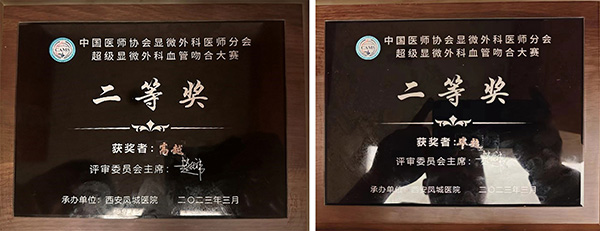 CAMS
中国医师协会显微外科医师分会
超级显微外科血管吻合大赛
二等奖
获奖者:高越
评审委员会主席:
承办单位:西安凤城医院 二〇二三年三月
CAMS
中国医师协会显微外科医师分会
超级显微外科血管吻合大赛
二等奖
获奖者:
评审委员会主席:
承办单位:西安凤城医院 二〇二三年三月